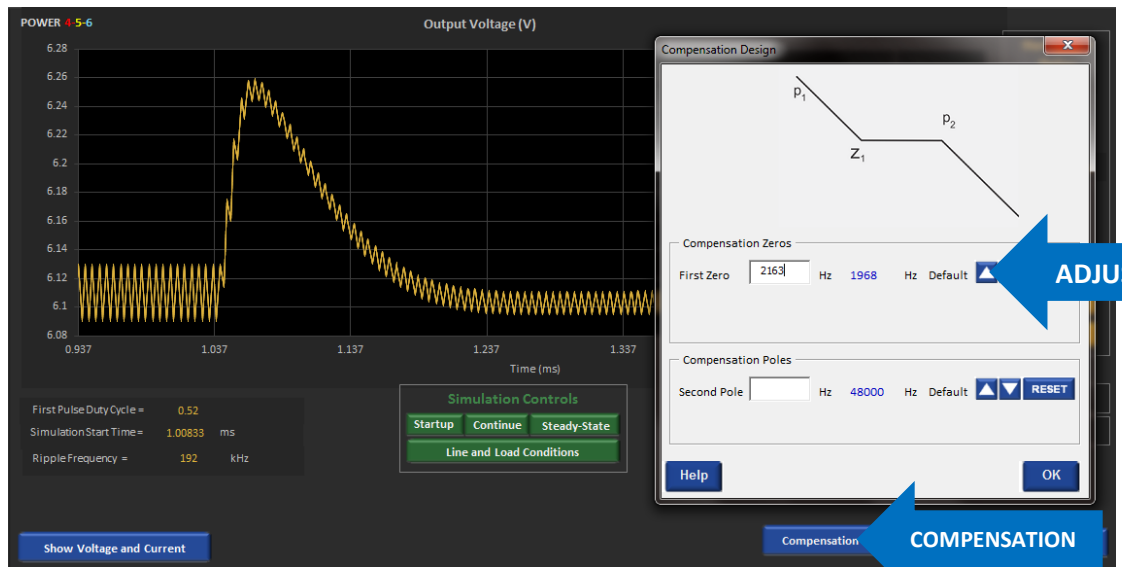 POWER 4-5-6
Output Voltage (V)
6.28
6.26
6.24
6.22
6.2
6.18
6.16
6.14
6.12
6.1
6.08
0.937 1.037 1.137 1.237 1.337
Time (ms)
First Pulse Duty Cycle = 0.52
Simulation Start Time = 1.00833 ms
Ripple Frequency = 192 kHz
Simulation Controls
Startup Continue Steady-State
Line and Load Conditions
Show Voltage and Current
Compensation Design
x
p1
p2
z1
Compensation Zeros
First Zero 2163 Hz 1968 Hz Default
ADJUS
Compensation Poles
Second Pole Hz 48000 Hz Default RESET
Help OK
Compensation
COMPENSATION